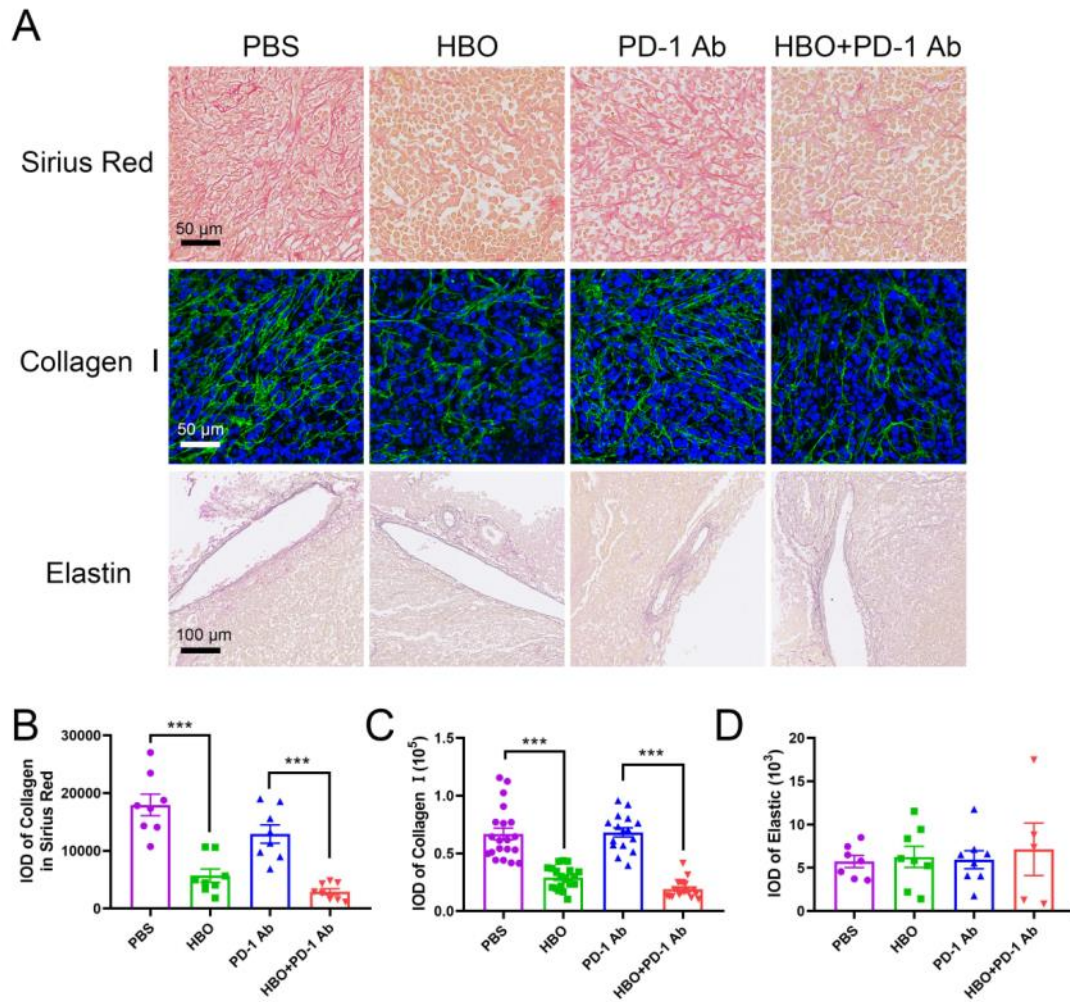 A
PBS HBO PD-1 Ab HBO+PD-1 Ab
Sirius Red
50 μm
Collagen I
50 μm
Elastin
100 μm
B
IOD of Collagen
in Sirius Red
30000
20000
10000
0
***
***
PBS
HBO
PD-1 Ab
HBO+PD-1 Ab
C
IOD of Collagen I (10⁵)
1.5
1.0
0.5
0.0
***
***
PBS
HBO
PD-1 Ab
HBO+PD-1 Ab
D
IOD of Elastic (10³)
20
15
10
5
0
PBS
HBO
PD-1 Ab
HBO+PD-1 Ab